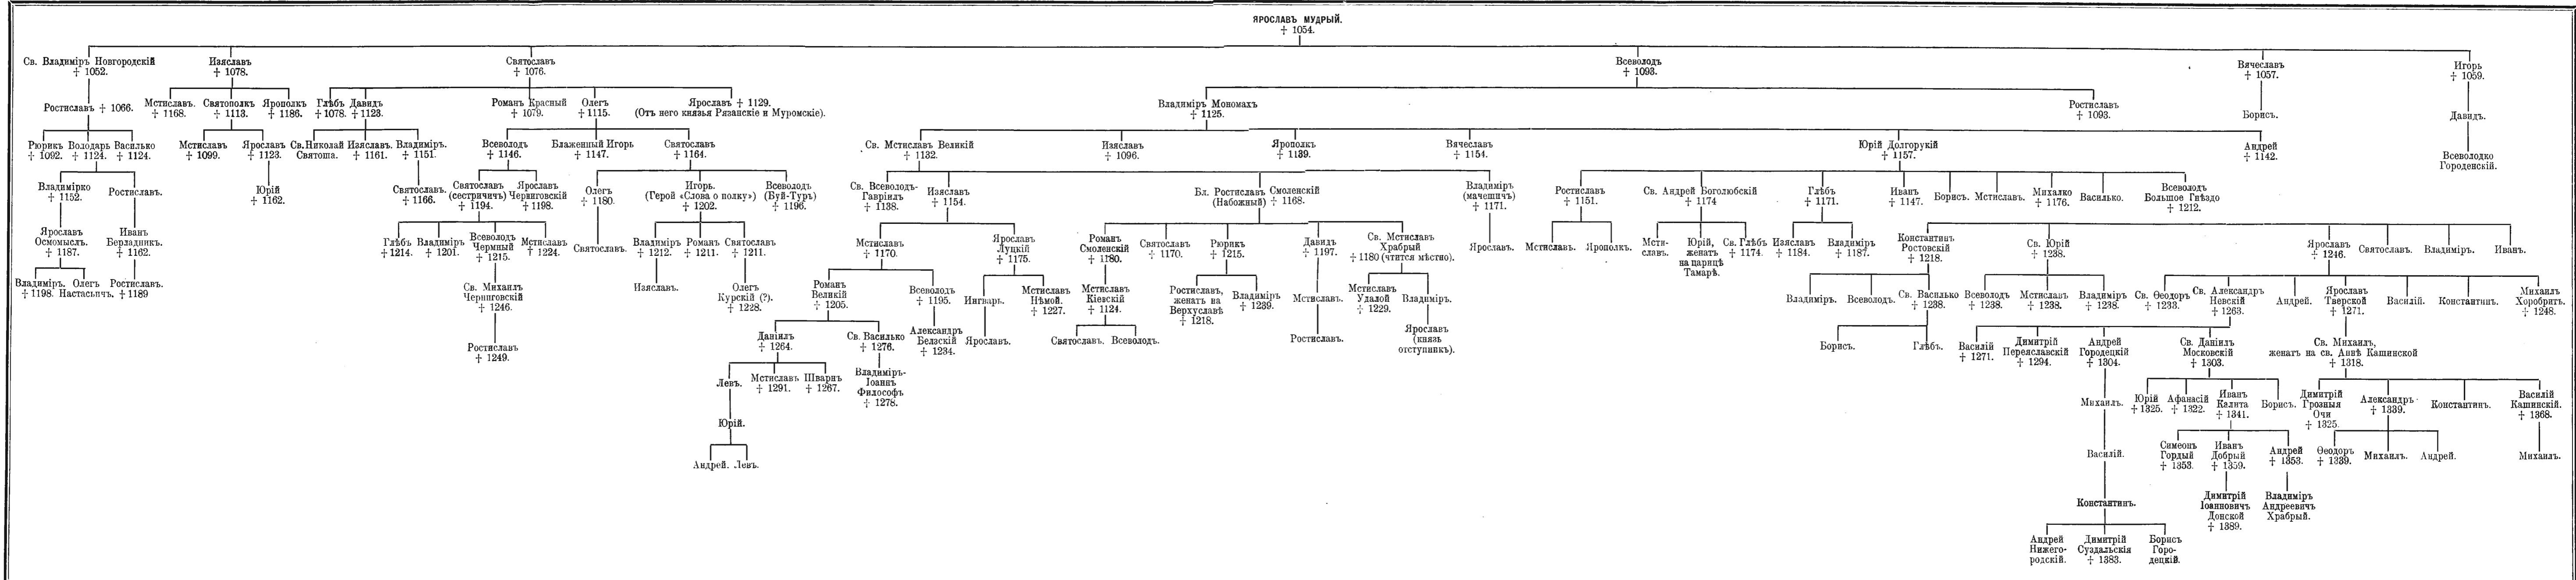 ЯРОСЛАВЪ МУДРЫЙ.
† 1054.
Св. Владиміръ Новгородскій
† 1052.
Изяславъ
† 1078.
Святославъ
† 1076.
Всеволодъ
† 1093.
Вячеславъ
† 1057.
Игорь
† 1059.
Ростиславъ † 1066.
Мстиславъ.
† 1168.
Святополкъ
† 1113.
Ярополкъ
† 1186.
Глѣбъ
† 1078.
Давидъ
† 1123.
Романъ Красный
† 1079.
Олегъ
† 1115.
Ярославъ † 1129.
(Отъ него князья Рязанскіе и Муромскіе).
Владиміръ Мономахъ
† 1125.
Ростиславъ
† 1093.
Борисъ.
Давидъ.
Рюрикъ
† 1092.
Володарь
† 1124.
Василько
† 1124.
Мстиславъ
† 1099.
Ярославъ
† 1123.
Св.Николай
Святоша.
Изяславъ.
† 1161.
Владиміръ.
† 1151.
Всеволодъ
† 1146.
Блаженный Игорь
† 1147.
Святославъ
† 1164.
Св. Мстиславъ Великій
† 1132.
Изяславъ
† 1096.
Ярополкъ
† 1139.
Вячеславъ
† 1154.
Юрій Долгорукій
† 1157.
Андрей
† 1142.
Всеволодко
Городенскій.
Владимірко
† 1152.
Ростиславъ.
Юрій
† 1162.
Святославъ.
† 1166.
Святославъ
(сестричичъ)
† 1194.
Ярославъ
Черниговскій
† 1198.
Олегъ
† 1180.
Игорь.
(Герой «Слова о полку»)
† 1202.
Всеволодъ
(Буй-Туръ)
† 1196.
Св. Всеволодъ-
Гавріилъ
† 1138.
Изяславъ
† 1154.
Бл. Ростиславъ Смоленскій
(Набожный) † 1168.
Владиміръ
(мачешичъ)
† 1171.
Ростиславъ
† 1151.
Св. Андрей Боголюбскій
† 1174
Глѣбъ
† 1171.
Иванъ
† 1147.
Борисъ.
Мстиславъ.
Михалко
† 1176.
Василько.
Всеволодъ
Большое Гнѣздо
† 1212.
Ярославъ
Осмомыслъ.
† 1187.
Иванъ
Берладникъ.
† 1162.
Глѣбъ
† 1214.
Владиміръ
† 1201.
Всеволодъ
Чермный
† 1215.
Мстиславъ
† 1224.
Святославъ.
Владиміръ
† 1212.
Романъ
† 1211.
Святославъ
† 1211.
Мстиславъ
† 1170.
Ярославъ
Луцкій
† 1175.
Романъ
Смоленскій
† 1180.
Святославъ
† 1170.
Рюрикъ
† 1215.
Давидъ
† 1197.
Св. Мстиславъ
Храбрый
† 1180 (чтится мѣстно).
Ярославъ.
Мстиславъ.
Ярополкъ.
Мсти-
славъ.
Юрій,
женатъ
на царицѣ
Тамарѣ.
Св. Глѣбъ
† 1174.
Изяславъ
† 1184.
Владиміръ
† 1187.
Константинъ
Ростовскій
† 1218.
Св. Юрій
† 1238.
Ярославъ
† 1246.
Святославъ.
Владиміръ.
Иванъ.
Владиміръ.
† 1198.
Олегъ
Настасьичъ.
Ростиславъ.
† 1189
Св. Михаилъ
Черниговскій
† 1246.
Изяславъ.
Олегъ
Курскій (?).
† 1228.
Романъ
Великій
† 1205.
Всеволодъ
† 1195.
Ингварь.
Мстиславъ
Нѣмой.
† 1227.
Мстиславъ
Кіевскій
† 1124.
Ростиславъ,
женатъ на
Верхуславѣ
† 1218.
Владиміръ
† 1239.
Мстиславъ.
Мстиславъ
Удалой
† 1229.
Владиміръ.
Владиміръ.
Всеволодъ.
Св. Василько
† 1238.
Всеволодъ
† 1238.
Мстиславъ
† 1238.
Владиміръ
† 1238.
Св. Ѳеодоръ
† 1233.
Св. Александръ
Невскій
† 1263.
Андрей.
Ярославъ
Тверской
† 1271.
Василій.
Константинъ.
Михаилъ
Хоробритъ.
† 1248.
Ростиславъ
† 1249.
Даніилъ
† 1264.
Св. Василько
† 1276.
Александръ
Белзскій
† 1234.
Ярославъ.
Святославъ.
Всеволодъ.
Ростиславъ.
Ярославъ
(князь
отступникъ).
Борисъ.
Глѣбъ.
Василій
† 1271.
Димитрій
Переяславскій
† 1294.
Андрей
Городецкій
† 1304.
Св. Даніилъ
Московскій
† 1303.
Св. Михаилъ,
женатъ на св. Аннѣ Кашинской
† 1318.
Левъ.
Мстиславъ
† 1291.
Шварнъ
† 1267.
Владиміръ-
Іоаннъ
Философъ
† 1278.
Михаилъ.
Юрій
† 1325.
Афанасій
† 1322.
Иванъ
Калита
† 1341.
Борисъ.
Димитрій
Грозныя
Очи
† 1325.
Александръ
† 1339.
Константинъ.
Василій
Кашинскій.
† 1368.
Юрій.
Андрей.
Левъ.
Василій.
Симеонъ
Гордый
† 1353.
Иванъ
Добрый
† 1359.
Андрей
† 1353.
Ѳеодоръ
† 1339.
Михаилъ.
Андрей.
Михаилъ.
Константинъ.
Димитрій
Іоанновичъ
Донской
† 1389.
Владиміръ
Андреевичъ
Храбрый.
Андрей
Нижего-
родскій.
Димитрій
Суздальскія
† 1383.
Борисъ
Горо-
децкій.